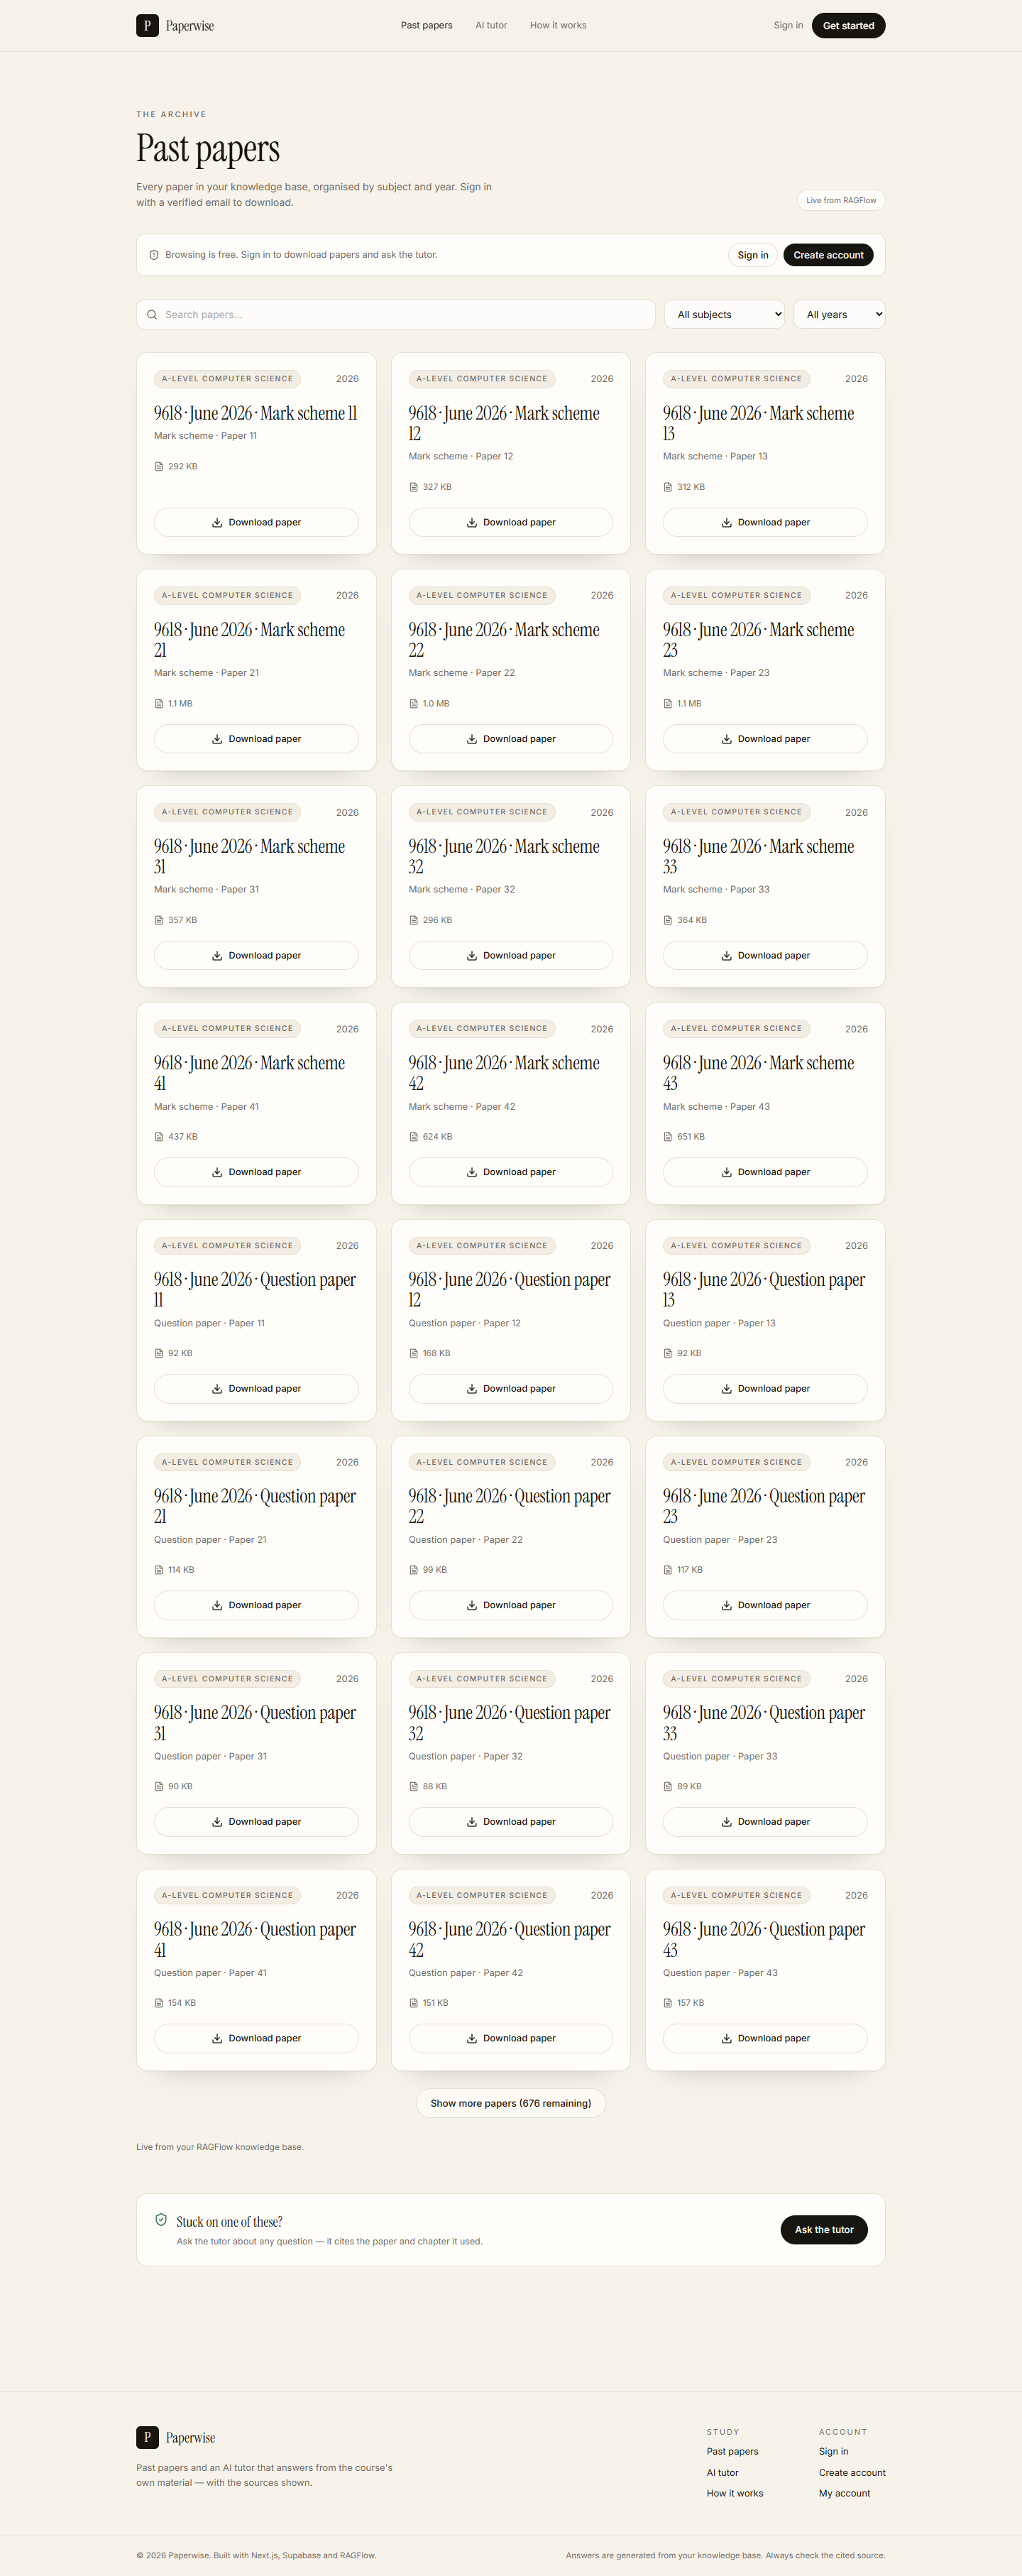 P Paperwise Past papers AI tutor How it works Sign in Get started
THE ARCHIVE
Past papers
Every paper in your knowledge base, organised by subject and year. Sign in
with a verified email to download.
Live from RAGFlow
Browsing is free. Sign in to download papers and ask the tutor. Sign in Create account
Search papers... All subjects All years
A-LEVEL COMPUTER SCIENCE 2026
9618 · June 2026 · Mark scheme 11
Mark scheme · Paper 11
292 KB
Download paper
A-LEVEL COMPUTER SCIENCE 2026
9618 · June 2026 · Mark scheme
12
Mark scheme · Paper 12
327 KB
Download paper
A-LEVEL COMPUTER SCIENCE 2026
9618 · June 2026 · Mark scheme
13
Mark scheme · Paper 13
312 KB
Download paper
A-LEVEL COMPUTER SCIENCE 2026
9618 · June 2026 · Mark scheme
21
Mark scheme · Paper 21
1.1 MB
Download paper
A-LEVEL COMPUTER SCIENCE 2026
9618 · June 2026 · Mark scheme
22
Mark scheme · Paper 22
1.0 MB
Download paper
A-LEVEL COMPUTER SCIENCE 2026
9618 · June 2026 · Mark scheme
23
Mark scheme · Paper 23
1.1 MB
Download paper
A-LEVEL COMPUTER SCIENCE 2026
9618 · June 2026 · Mark scheme
31
Mark scheme · Paper 31
357 KB
Download paper
A-LEVEL COMPUTER SCIENCE 2026
9618 · June 2026 · Mark scheme
32
Mark scheme · Paper 32
296 KB
Download paper
A-LEVEL COMPUTER SCIENCE 2026
9618 · June 2026 · Mark scheme
33
Mark scheme · Paper 33
364 KB
Download paper
A-LEVEL COMPUTER SCIENCE 2026
9618 · June 2026 · Mark scheme
41
Mark scheme · Paper 41
437 KB
Download paper
A-LEVEL COMPUTER SCIENCE 2026
9618 · June 2026 · Mark scheme
42
Mark scheme · Paper 42
624 KB
Download paper
A-LEVEL COMPUTER SCIENCE 2026
9618 · June 2026 · Mark scheme
43
Mark scheme · Paper 43
651 KB
Download paper
A-LEVEL COMPUTER SCIENCE 2026
9618 · June 2026 · Question paper
11
Question paper · Paper 11
92 KB
Download paper
A-LEVEL COMPUTER SCIENCE 2026
9618 · June 2026 · Question paper
12
Question paper · Paper 12
168 KB
Download paper
A-LEVEL COMPUTER SCIENCE 2026
9618 · June 2026 · Question paper
13
Question paper · Paper 13
92 KB
Download paper
A-LEVEL COMPUTER SCIENCE 2026
9618 · June 2026 · Question paper
21
Question paper · Paper 21
114 KB
Download paper
A-LEVEL COMPUTER SCIENCE 2026
9618 · June 2026 · Question paper
22
Question paper · Paper 22
99 KB
Download paper
A-LEVEL COMPUTER SCIENCE 2026
9618 · June 2026 · Question paper
23
Question paper · Paper 23
117 KB
Download paper
A-LEVEL COMPUTER SCIENCE 2026
9618 · June 2026 · Question paper
31
Question paper · Paper 31
90 KB
Download paper
A-LEVEL COMPUTER SCIENCE 2026
9618 · June 2026 · Question paper
32
Question paper · Paper 32
88 KB
Download paper
A-LEVEL COMPUTER SCIENCE 2026
9618 · June 2026 · Question paper
33
Question paper · Paper 33
89 KB
Download paper
A-LEVEL COMPUTER SCIENCE 2026
9618 · June 2026 · Question paper
41
Question paper · Paper 41
154 KB
Download paper
A-LEVEL COMPUTER SCIENCE 2026
9618 · June 2026 · Question paper
42
Question paper · Paper 42
151 KB
Download paper
A-LEVEL COMPUTER SCIENCE 2026
9618 · June 2026 · Question paper
43
Question paper · Paper 43
157 KB
Download paper
Show more papers (676 remaining)
Live from your RAGFlow knowledge base.
Stuck on one of these?
Ask the tutor about any question — it cites the paper and chapter it used.
Ask the tutor
P Paperwise
Past papers and an AI tutor that answers from the course's
own material — with the sources shown.
STUDY
Past papers
AI tutor
How it works
ACCOUNT
Sign in
Create account
My account
© 2026 Paperwise. Built with Next.js, Supabase and RAGFlow.
Answers are generated from your knowledge base. Always check the cited source.